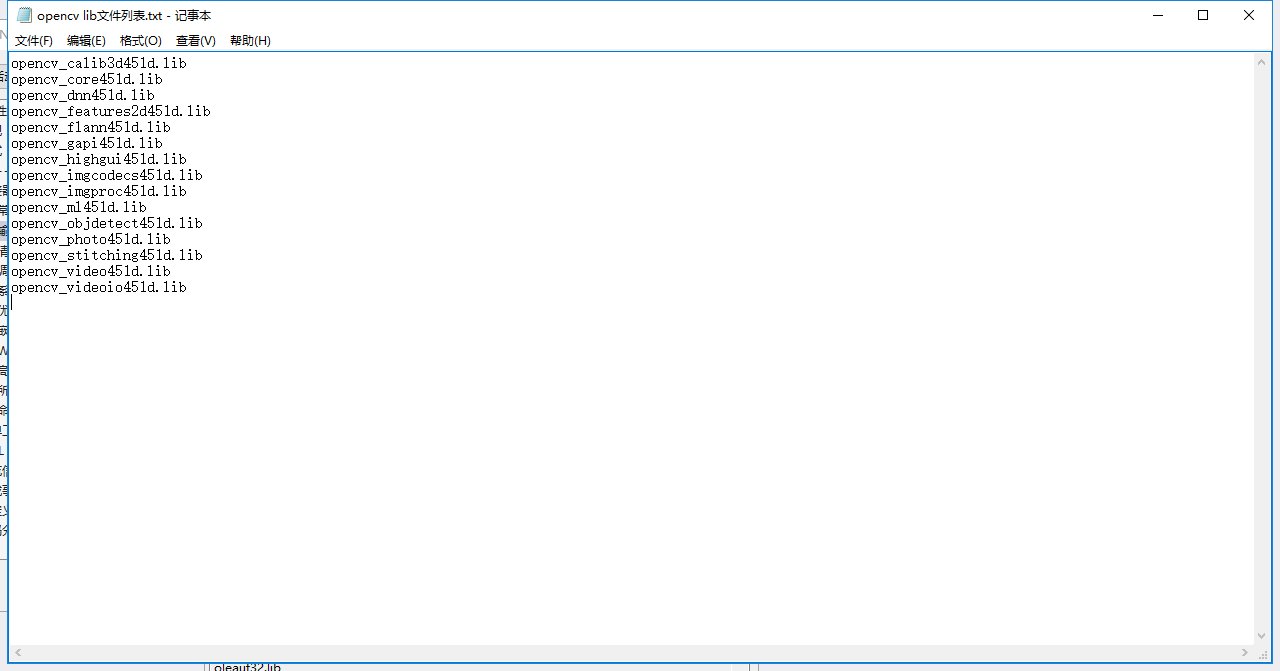 opencv lib文件列表.txt - 记事本
文件(F) 编辑(E) 格式(O) 查看(V) 帮助(H)
opencv_calib3d451d.lib
opencv_core451d.lib
opencv_dnn451d.lib
opencv_features2d451d.lib
opencv_flann451d.lib
opencv_gapi451d.lib
opencv_highgui451d.lib
opencv_imgcodecs451d.lib
opencv_imgproc451d.lib
opencv_ml451d.lib
opencv_objdetect451d.lib
opencv_photo451d.lib
opencv_stitching451d.lib
opencv_video451d.lib
opencv_videoio451d.lib
oleaut32.lib